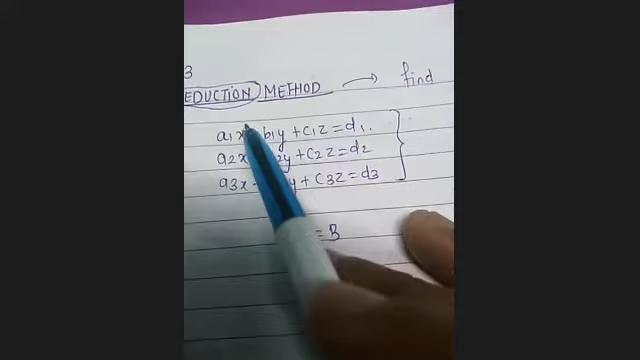 3
EDUCTION METHOD → find
a1x b1y + c1z = d1.
a2x 2y + c2z = d2
a3x - y + c3z = d3
= B